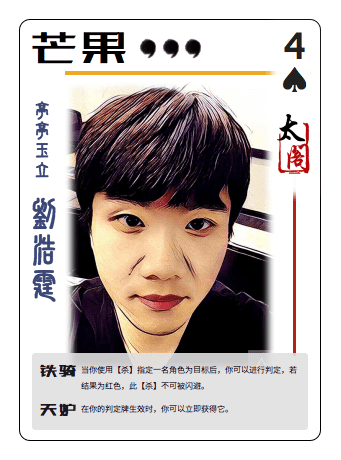 芒果
4
太阁
亭亭玉立
劉浩霆
铁骑 当你使用【杀】指定一名角色为目标后，你可以进行判定，若
结果为红色，此【杀】不可被闪避。
天妒 在你的判定牌生效时，你可以立即获得它。